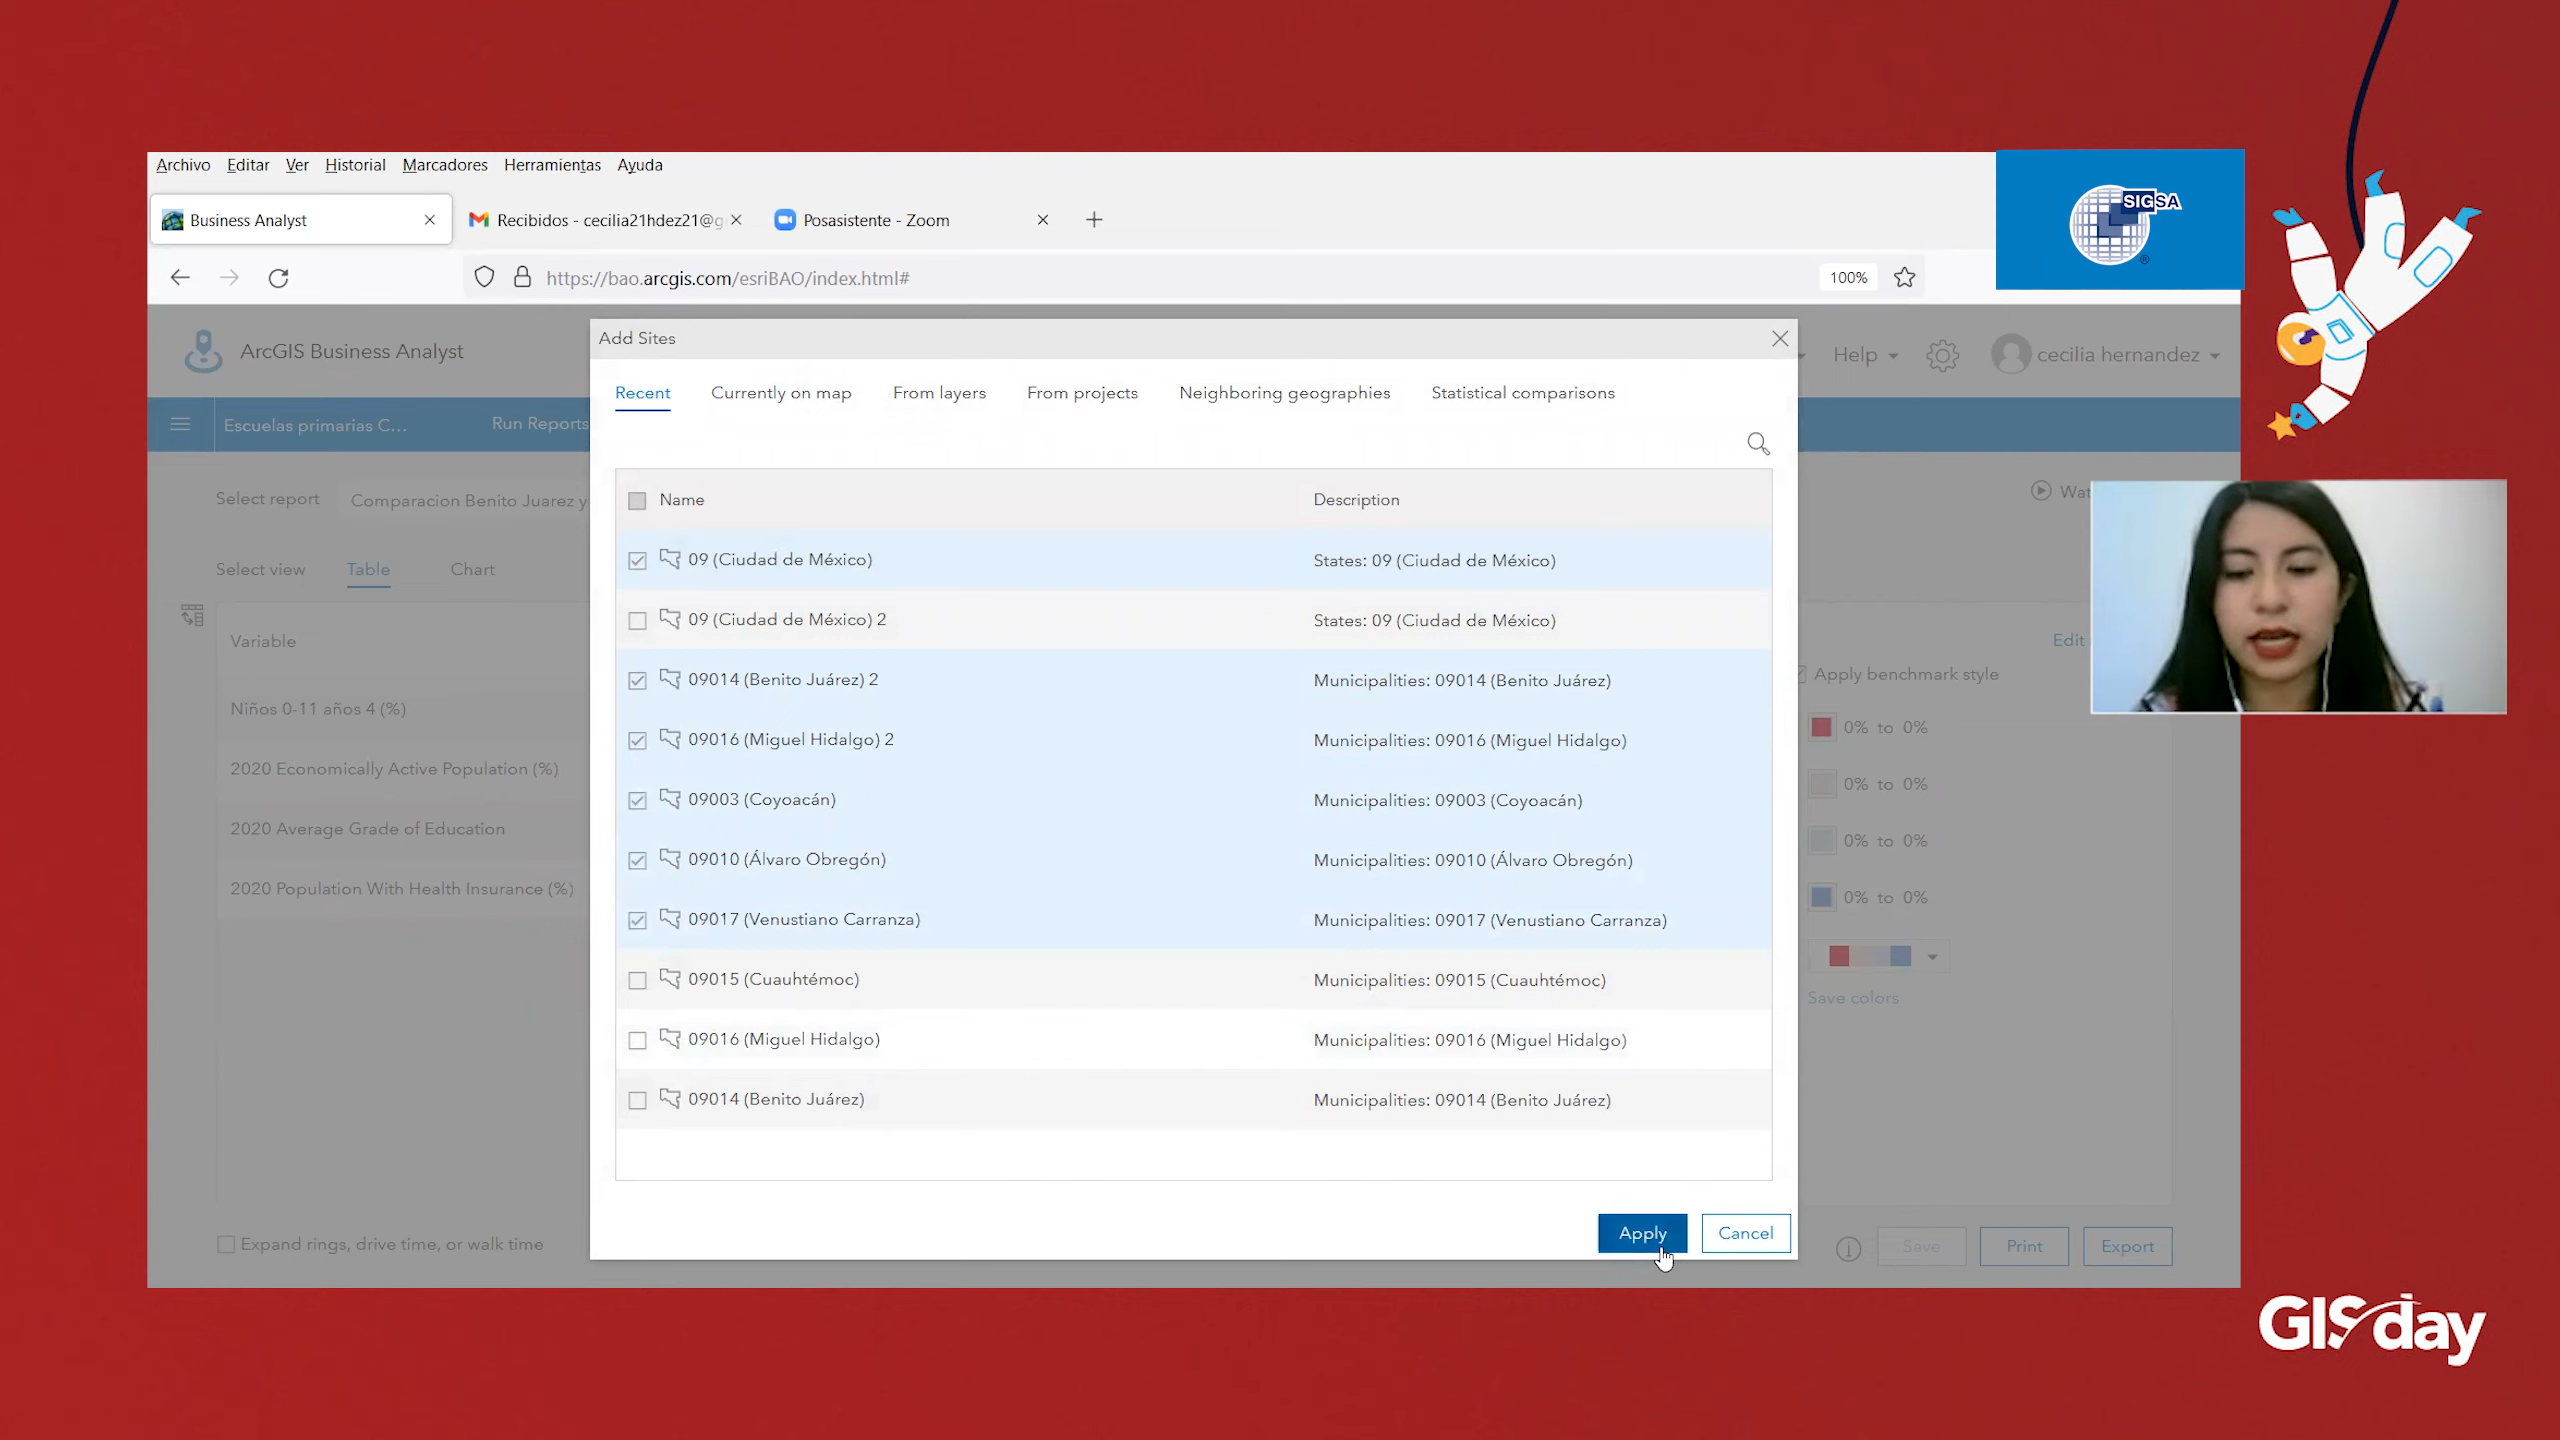 Archivo Editar Ver Historial Marcadores Herramientas Ayuda
SIGSA
Business Analyst
Recibidos - cecilia21hdez21@g
Posasistente - Zoom
https://bao.arcgis.com/esriBAO/index.html#
100%
ArcGIS Business Analyst
Help
cecilia hernandez
Escuelas primarias C...
Run Reports
Select report
Comparacion Benito Juarez y
Select view
Table
Chart
Variable
Niños 0-11 años 4 (%)
2020 Economically Active Population (%)
2020 Average Grade of Education
2020 Population With Health Insurance (%)
Expand rings, drive time, or walk time
Add Sites
Recent
Currently on map
From layers
From projects
Neighboring geographies
Statistical comparisons
Name Description
09 (Ciudad de México) States: 09 (Ciudad de México)
09 (Ciudad de México) 2 States: 09 (Ciudad de México)
09014 (Benito Juárez) 2 Municipalities: 09014 (Benito Juárez)
09016 (Miguel Hidalgo) 2 Municipalities: 09016 (Miguel Hidalgo)
09003 (Coyoacán) Municipalities: 09003 (Coyoacán)
09010 (Álvaro Obregón) Municipalities: 09010 (Álvaro Obregón)
09017 (Venustiano Carranza) Municipalities: 09017 (Venustiano Carranza)
09015 (Cuauhtémoc) Municipalities: 09015 (Cuauhtémoc)
09016 (Miguel Hidalgo) Municipalities: 09016 (Miguel Hidalgo)
09014 (Benito Juárez) Municipalities: 09014 (Benito Juárez)
Apply
Cancel
Wat
Edit
Apply benchmark style
0% to 0%
0% to 0%
0% to 0%
0% to 0%
Save colors
Save
Print
Export
GISday